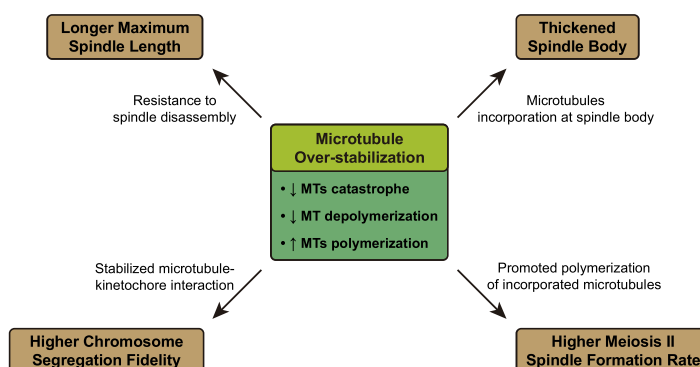 Longer Maximum
Spindle Length
Thickened
Spindle Body
Resistance to
spindle disassembly
Microtubules
incorporation at spindle body
Microtubule
Over-stabilization
• ↓ MTs catastrophe
• ↓ MT depolymerization
• ↑ MTs polymerization
Stabilized microtubule-
kinetochore interaction
Promoted polymerization
of incorporated microtubules
Higher Chromosome
Segregation Fidelity
Higher Meiosis II
Spindle Formation Rate